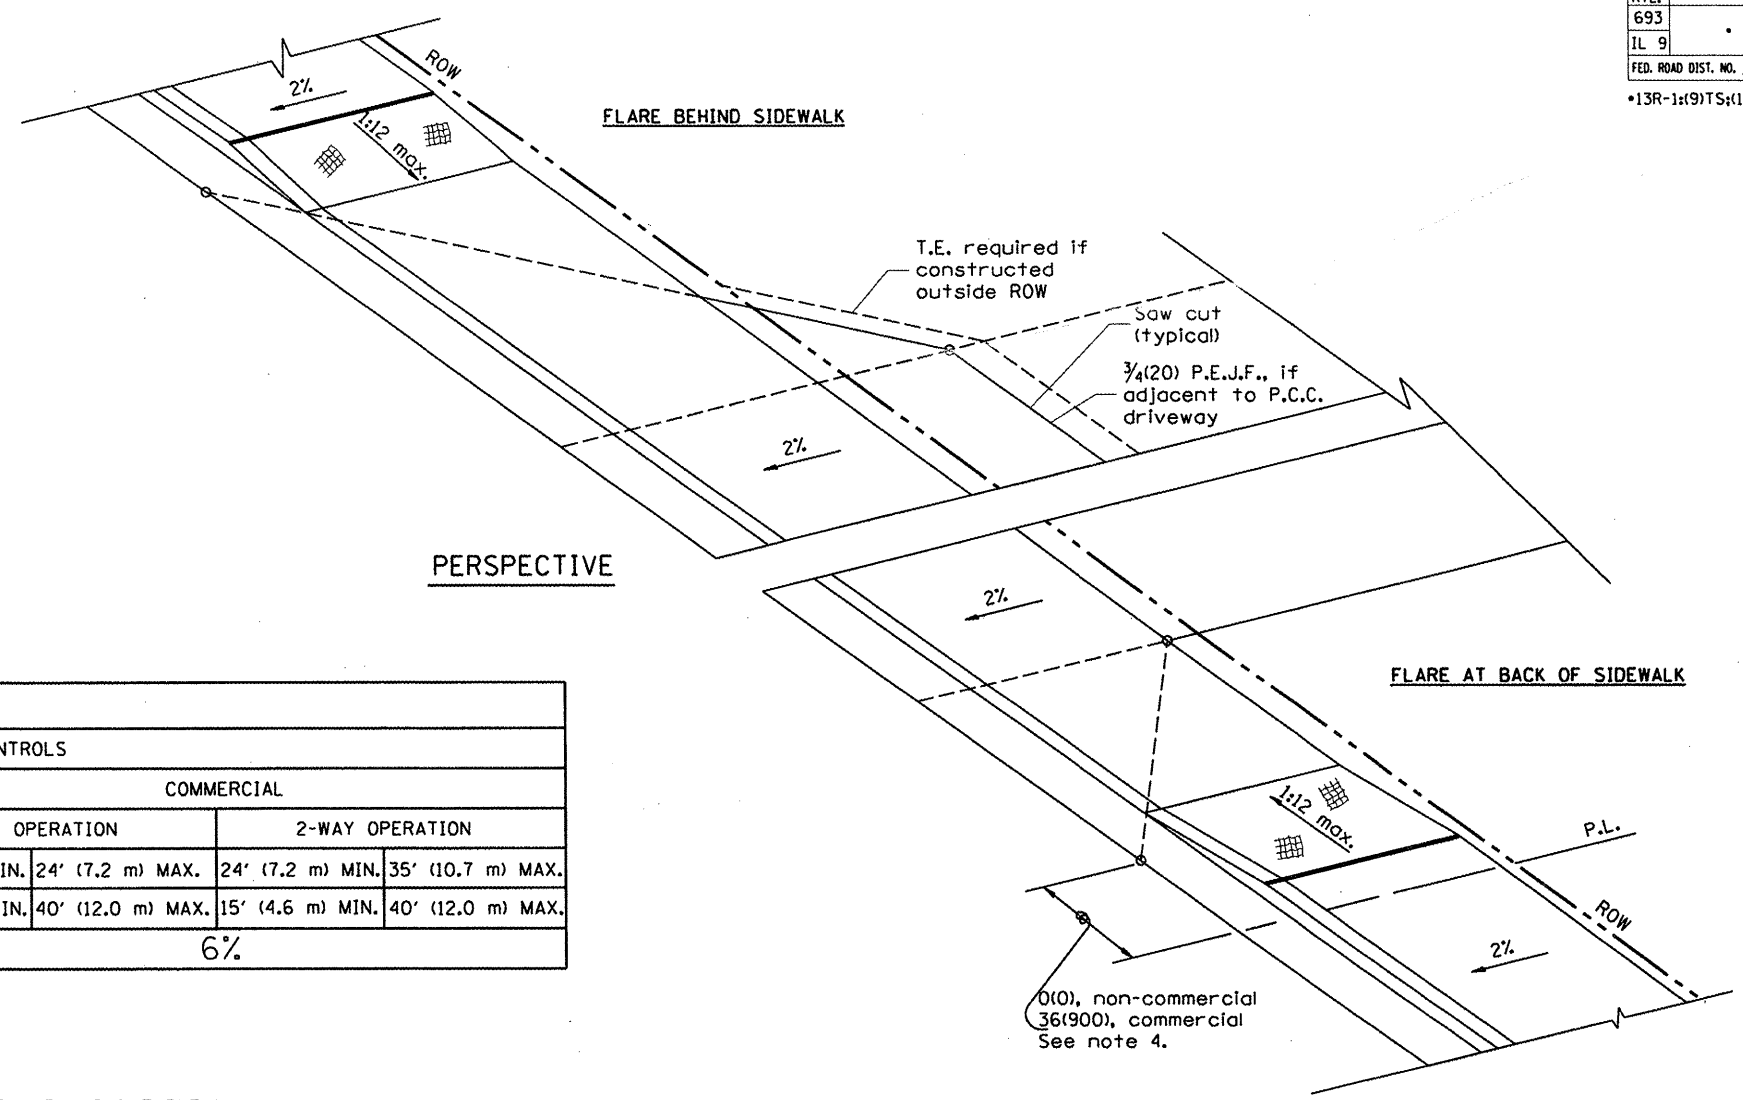 693
IL 9
FED. ROAD DIST. NO.
•13R-1:(9)TS;(1
ROW
2%
FLARE BEHIND SIDEWALK
1:12 max.
T.E. required if
constructed
outside ROW
Saw cut
(typical)
3/4(20) P.E.J.F., if
adjacent to P.C.C.
driveway
2%
PERSPECTIVE
2%
FLARE AT BACK OF SIDEWALK
1:12 max.
P.L.
ROW
2%
0(0), non-commercial
36(900), commercial
See note 4.
NTROLS
COMMERCIAL
OPERATION 2-WAY OPERATION
IN. 24' (7.2 m) MAX. 24' (7.2 m) MIN. 35' (10.7 m) MAX.
IN. 40' (12.0 m) MAX. 15' (4.6 m) MIN. 40' (12.0 m) MAX.
6%